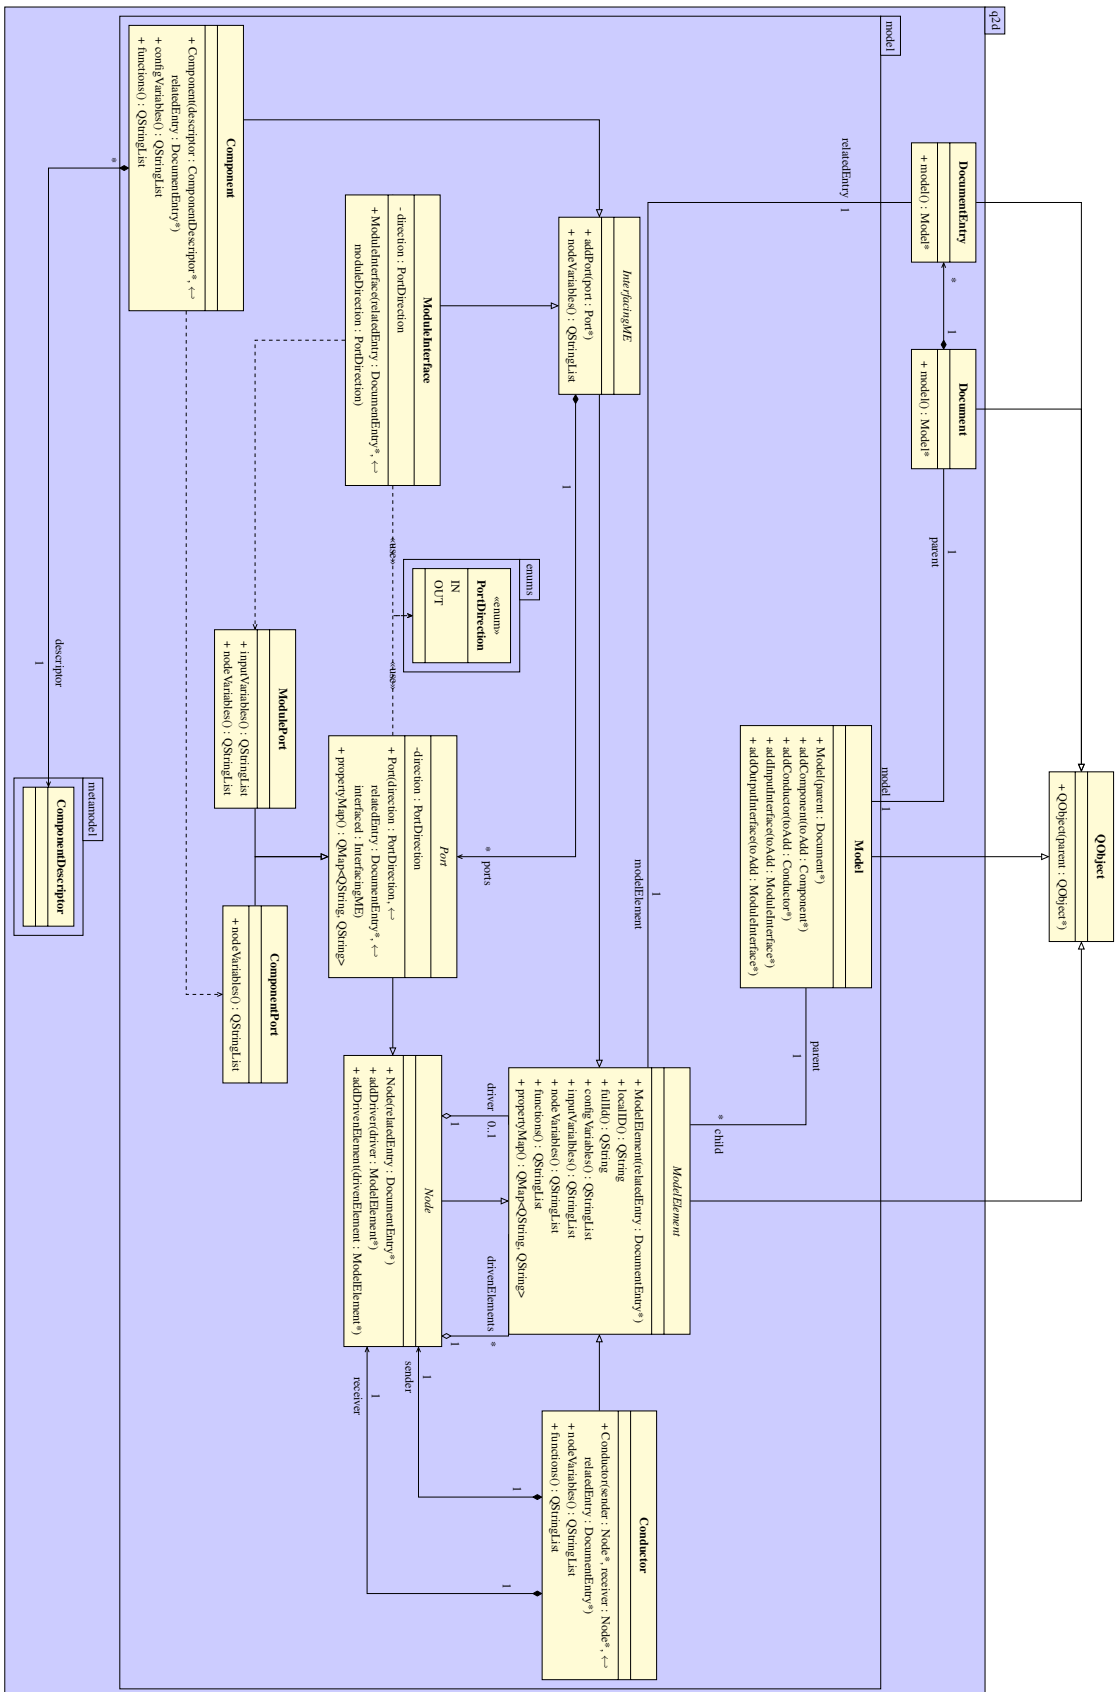 q2d
model
QObject
+ QObject(parent : QObject*)
DocumentEntry
+ model() : Model*
*
1
Document
+ model() : Model*
relatedEntry
1
1
parent
model
1
Model
+ Model(parent : Document*)
+ addComponent(toAdd : Component*)
+ addConductor(toAdd : Conductor*)
+ addInputInterface(toAdd : ModuleInterface*)
+ addOutputInterface(toAdd : ModuleInterface*)
parent
1
* child
1
modelElement
InterfacingME
+ addPort(port : Port*)
+ nodeVariables() : QStringList
1
* ports
ModelElement
+ ModelElement(relatedEntry : DocumentEntry*)
+ localID() : QString
+ fullId() : QString
+ configVariables() : QStringList
+ inputVarialbles() : QStringList
+ nodeVariables() : QStringList
+ functions() : QStringList
+ propertyMap() : QMap<QString, QString>
Conductor
+ Conductor(sender : Node*, receiver : Node*, ↩
relatedEntry : DocumentEntry*)
+ nodeVariables() : QStringList
+ functions() : QStringList
1
1
driver 0..1
1
drivenElements *
1
1
sender
1
receiver
Component
+ Component(descriptor : ComponentDescriptor*, ↩
relatedEntry : DocumentEntry*)
+ configVariables() : QStringList
+ functions() : QStringList
*
ModuleInterface
- direction : PortDirection
+ ModuleInterface(relatedEntry : DocumentEntry*, ↩
moduleDirection : PortDirection)
«use»
enums
«enum»
PortDirection
IN
OUT
«use»
Port
-direction : PortDirection
+ Port(direction : PortDirection, ↩
relatedEntry : DocumentEntry*, ↩
interfaced : InterfacingME)
+ propertyMap() : QMap<QString, QString>
Node
+ Node(relatedEntry : DocumentEntry*)
+ addDriver(driver : ModelElement*)
+ addDrivenElement(drivenElement : ModelElement*)
ModulePort
+ inputVariables() : QStringList
+ nodeVariables() : QStringList
ComponentPort
+ nodeVariables() : QStringList
descriptor
1
metamodel
ComponentDescriptor